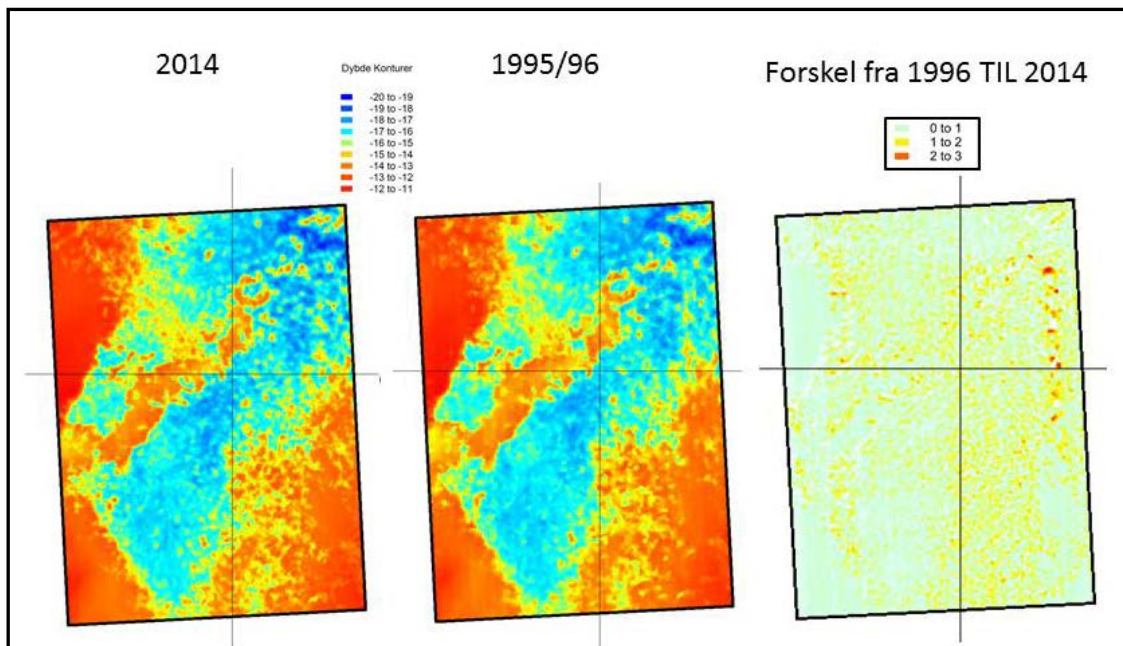 2014
Dybde Konturer
-20 to -19
-19 to -18
-18 to -17
-17 to -16
-16 to -15
-15 to -14
-14 to -13
-13 to -12
-12 to -11
1995/96
Forskel fra 1996 TIL 2014
0 to 1
1 to 2
2 to 3